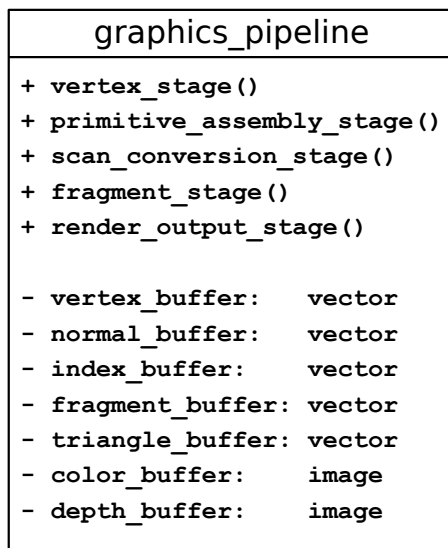 graphics_pipeline
+ vertex_stage()
+ primitive_assembly_stage()
+ scan_conversion_stage()
+ fragment_stage()
+ render_output_stage()
- vertex_buffer: vector
- normal_buffer: vector
- index_buffer: vector
- fragment_buffer: vector
- triangle_buffer: vector
- color_buffer: image
- depth_buffer: image